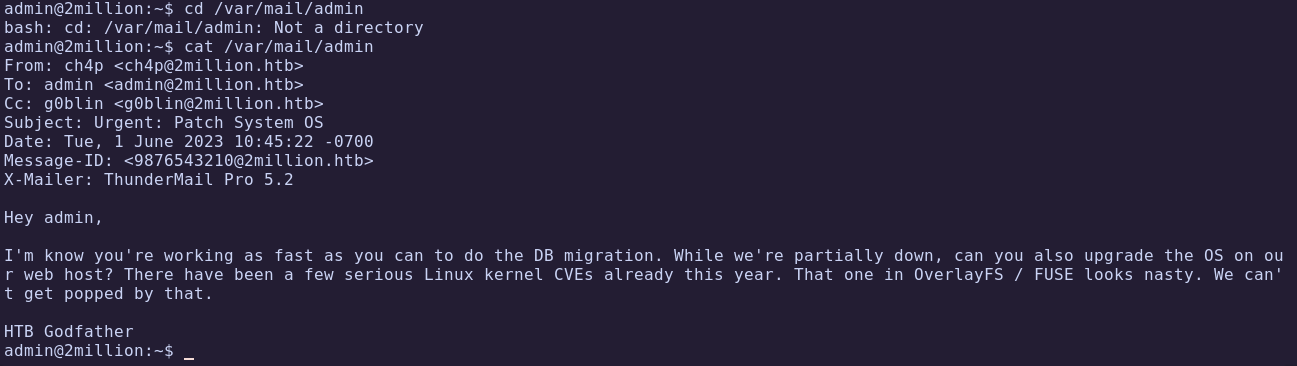 admin@2million:~$ cd /var/mail/admin
bash: cd: /var/mail/admin: Not a directory
admin@2million:~$ cat /var/mail/admin
From: ch4p <ch4p@2million.htb>
To: admin <admin@2million.htb>
Cc: g0blin <g0blin@2million.htb>
Subject: Urgent: Patch System OS
Date: Tue, 1 June 2023 10:45:22 -0700
Message-ID: <9876543210@2million.htb>
X-Mailer: ThunderMail Pro 5.2

Hey admin,

I'm know you're working as fast as you can to do the DB migration. While we're partially down, can you also upgrade the OS on ou
r web host? There have been a few serious Linux kernel CVEs already this year. That one in OverlayFS / FUSE looks nasty. We can'
t get popped by that.

HTB Godfather
admin@2million:~$ _